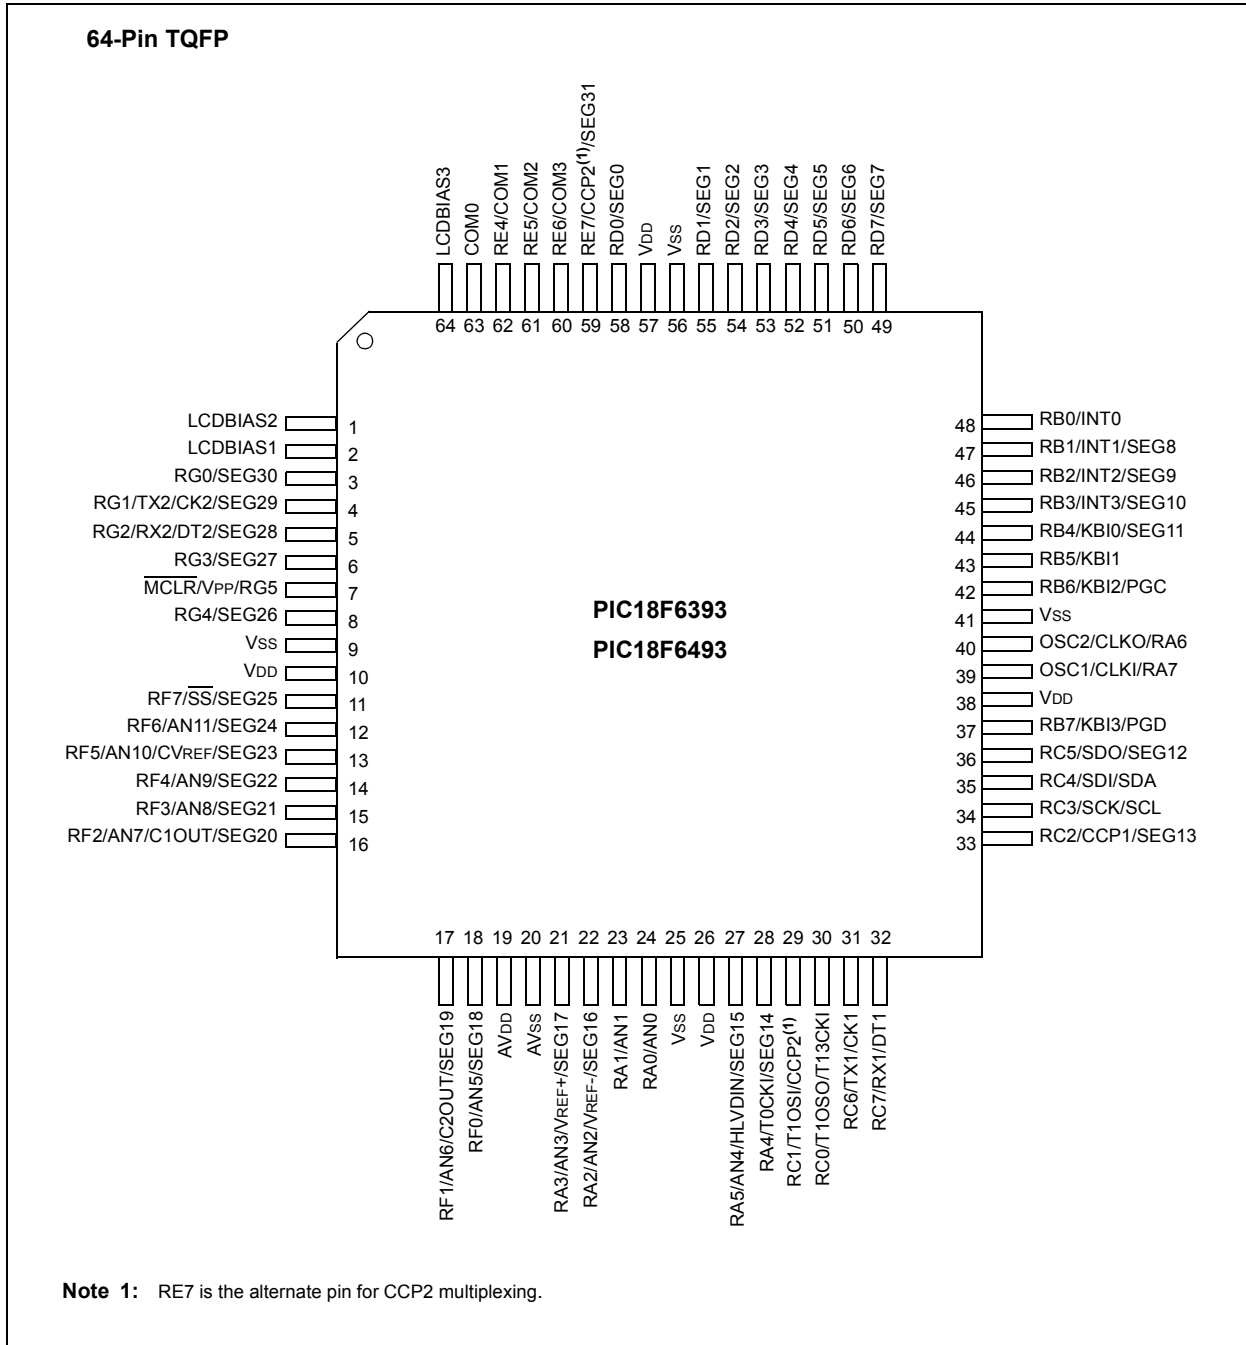 64-Pin TQFP
LCDBIAS3
COM0
RE4/COM1
RE5/COM2
RE6/COM3
RE7/CCP2(1)/SEG31
RD0/SEG0
VDD
VSS
RD1/SEG1
RD2/SEG2
RD3/SEG3
RD4/SEG4
RD5/SEG5
RD6/SEG6
RD7/SEG7
64 63 62 61 60 59 58 57 56 55 54 53 52 51 50 49
LCDBIAS2 1
LCDBIAS1 2
RG0/SEG30 3
RG1/TX2/CK2/SEG29 4
RG2/RX2/DT2/SEG28 5
RG3/SEG27 6
MCLR/VPP/RG5 7
RG4/SEG26 8
VSS 9
VDD 10
RF7/SS/SEG25 11
RF6/AN11/SEG24 12
RF5/AN10/CVREF/SEG23 13
RF4/AN9/SEG22 14
RF3/AN8/SEG21 15
RF2/AN7/C1OUT/SEG20 16
PIC18F6393
PIC18F6493
48 RB0/INT0
47 RB1/INT1/SEG8
46 RB2/INT2/SEG9
45 RB3/INT3/SEG10
44 RB4/KBI0/SEG11
43 RB5/KBI1
42 RB6/KBI2/PGC
41 VSS
40 OSC2/CLKO/RA6
39 OSC1/CLKI/RA7
38 VDD
37 RB7/KBI3/PGD
36 RC5/SDO/SEG12
35 RC4/SDI/SDA
34 RC3/SCK/SCL
33 RC2/CCP1/SEG13
17 18 19 20 21 22 23 24 25 26 27 28 29 30 31 32
RF1/AN6/C2OUT/SEG19
RF0/AN5/SEG18
AVDD
AVSS
RA3/AN3/VREF+/SEG17
RA2/AN2/VREF-/SEG16
RA1/AN1
RA0/AN0
VSS
VDD
RA5/AN4/HLVDIN/SEG15
RA4/T0CKI/SEG14
RC1/T1OSI/CCP2(1)
RC0/T1OSO/T13CKI
RC6/TX1/CK1
RC7/RX1/DT1
Note 1: RE7 is the alternate pin for CCP2 multiplexing.